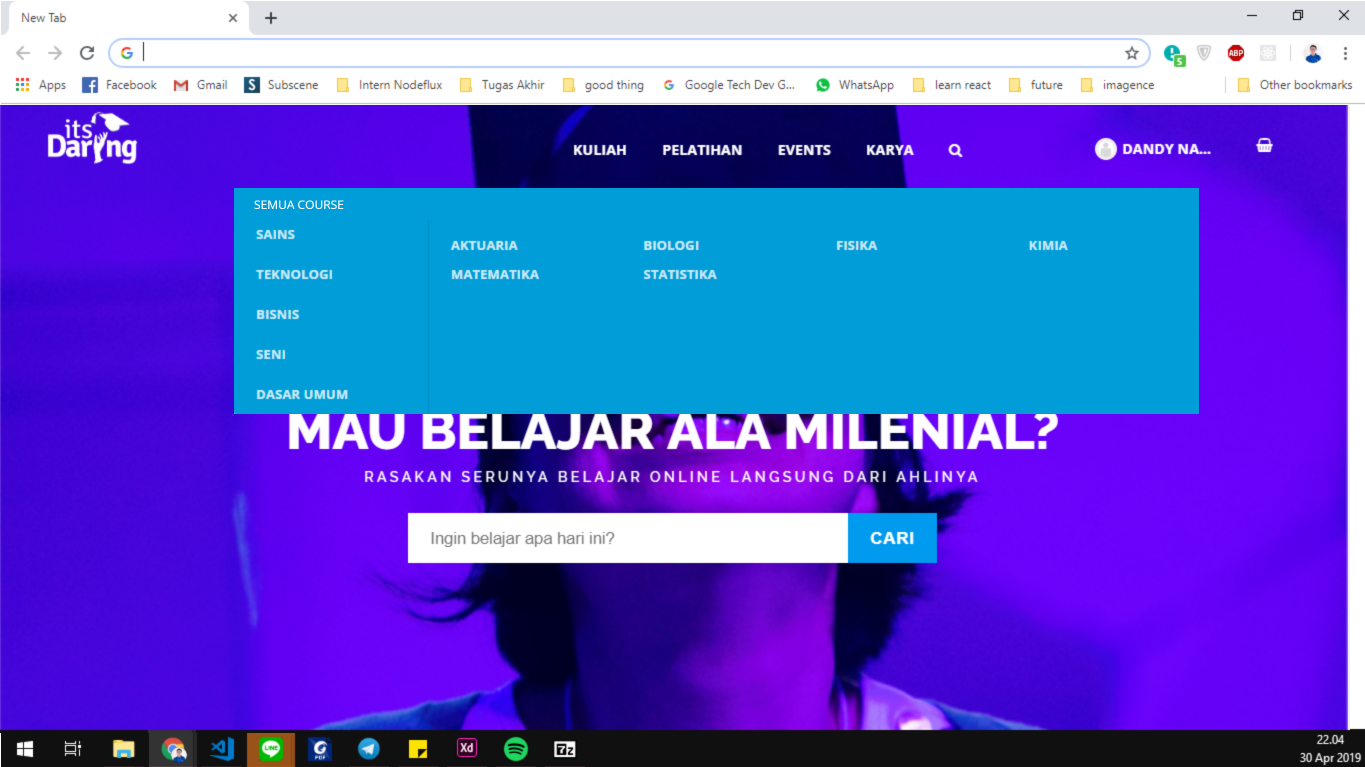 New Tab
Apps Facebook Gmail Subscene Intern Nodeflux Tugas Akhir good thing Google Tech Dev G... WhatsApp learn react future imagence Other bookmarks
its Daring
KULIAH PELATIHAN EVENTS KARYA DANDY NA...
SEMUA COURSE
SAINS
TEKNOLOGI
BISNIS
SENI
DASAR UMUM
AKTUARIA BIOLOGI FISIKA KIMIA
MATEMATIKA STATISTIKA
MAU BELAJAR ALA MILENIAL?
RASAKAN SERUNYA BELAJAR ONLINE LANGSUNG DARI AHLINYA
Ingin belajar apa hari ini? CARI
22.04
30 Apr 2019